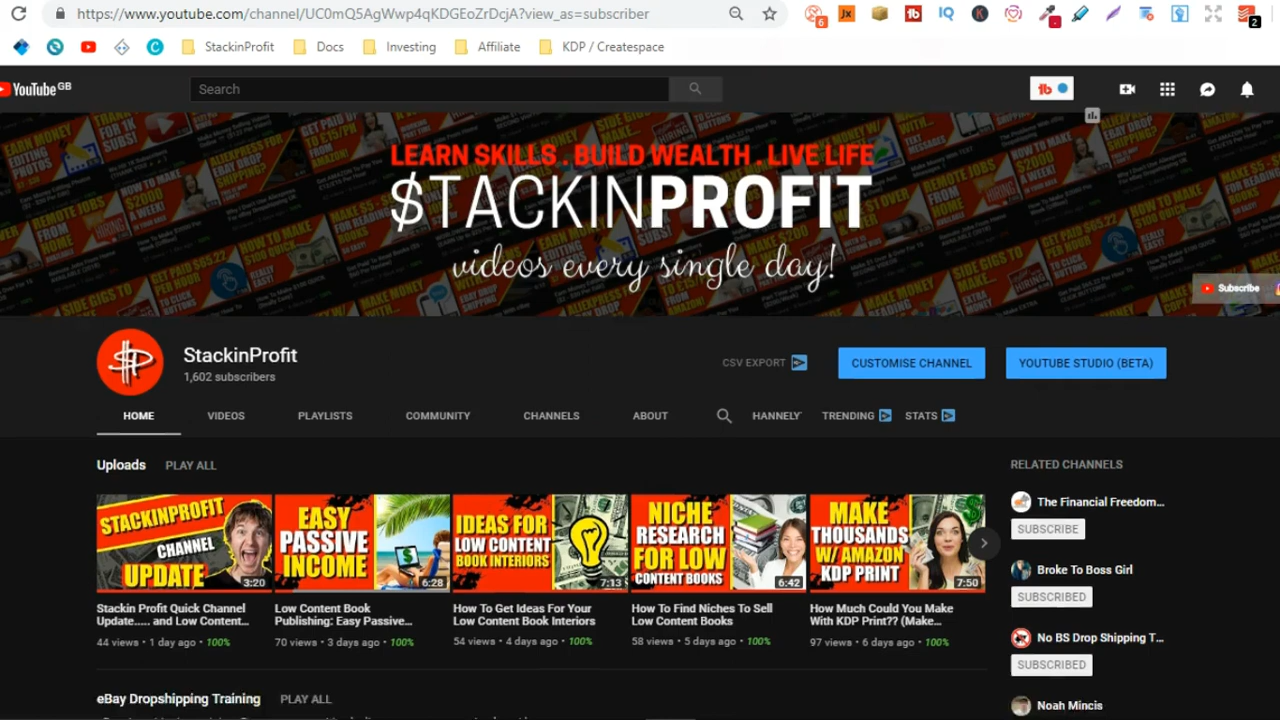 https://www.youtube.com/channel/UC0mQ5AgWwp4qKDGEoZrDcjA?view_as=subscriber
6
Jx
tb
IQ
K
2
StackinProfit
Docs
Investing
Affiliate
KDP / Createspace
YouTube GB
Search
tb
LEARN SKILLS . BUILD WEALTH . LIVE LIFE
$TACKINPROFIT
videos every single day!
Subscribe
StackinProfit
1,602 subscribers
CSV EXPORT
CUSTOMISE CHANNEL
YOUTUBE STUDIO (BETA)
HOME
VIDEOS
PLAYLISTS
COMMUNITY
CHANNELS
ABOUT
HANNELY
TRENDING
STATS
Uploads
PLAY ALL
STACKINPROFIT
CHANNEL
UPDATE
3:20
EASY
PASSIVE
INCOME
6:28
IDEAS FOR
LOW CONTENT
BOOK INTERIORS
7:13
NICHE
RESEARCH
FOR LOW
CONTENT BOOKS
6:42
MAKE
THOUSANDS
W/ AMAZON
KDP PRINT
7:50
Stackin Profit Quick Channel
Update..... and Low Content...
44 views • 1 day ago • 100%
Low Content Book
Publishing: Easy Passive...
70 views • 3 days ago • 100%
How To Get Ideas For Your
Low Content Book Interiors
54 views • 4 days ago • 100%
How To Find Niches To Sell
Low Content Books
58 views • 5 days ago • 100%
How Much Could You Make
With KDP Print?? (Make...
97 views • 6 days ago • 100%
RELATED CHANNELS
The Financial Freedom...
SUBSCRIBE
Broke To Boss Girl
SUBSCRIBED
No BS Drop Shipping T...
SUBSCRIBED
Noah Mincis
eBay Dropshipping Training
PLAY ALL